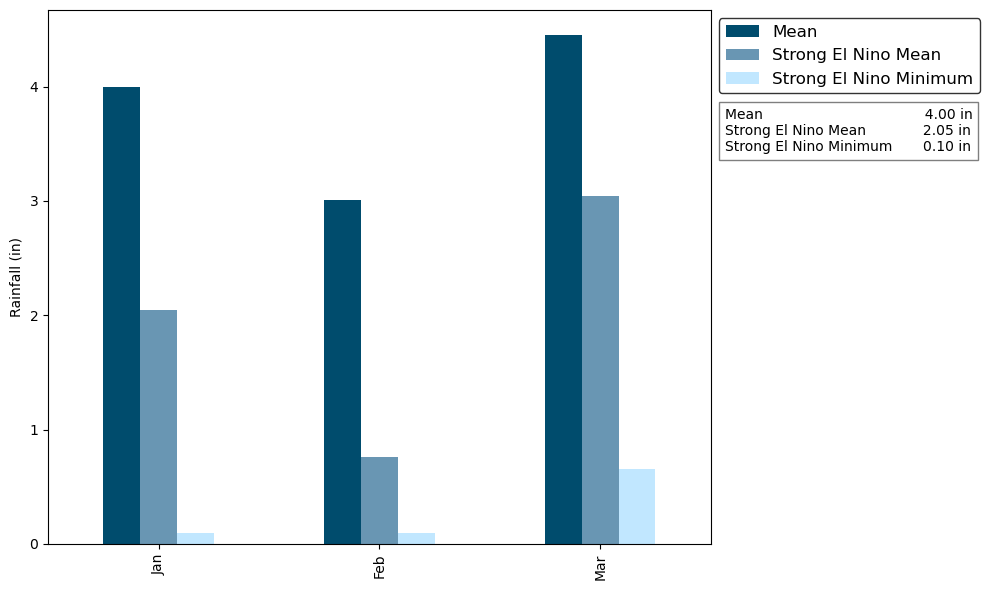 Mean
Strong El Nino Mean
Strong El Nino Minimum
Mean 4.00 in
Strong El Nino Mean 2.05 in
Strong El Nino Minimum 0.10 in
Rainfall (in)
4
3
2
1
0
Jan
Feb
Mar